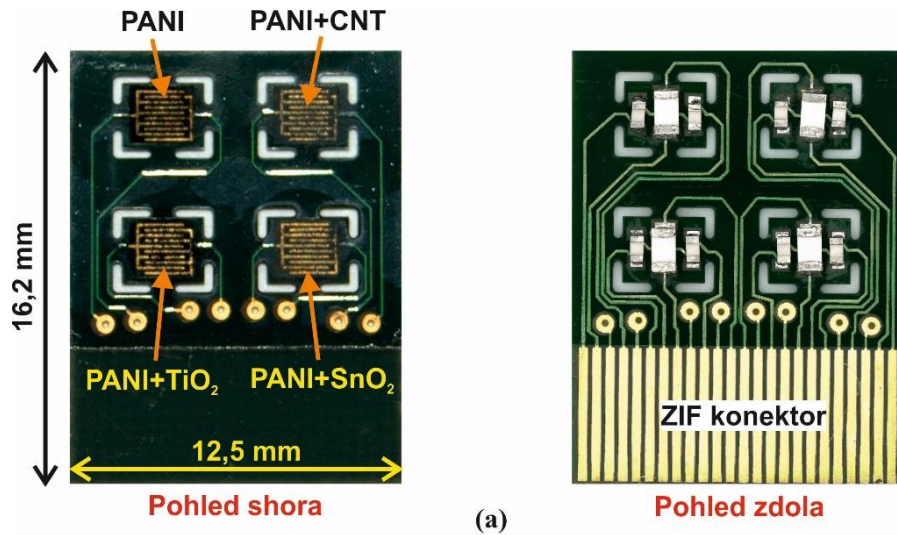 PANI PANI+CNT
16,2 mm
PANI+TiO₂ PANI+SnO₂
ZIF konektor
12,5 mm
Pohled shora
Pohled zdola
(a)